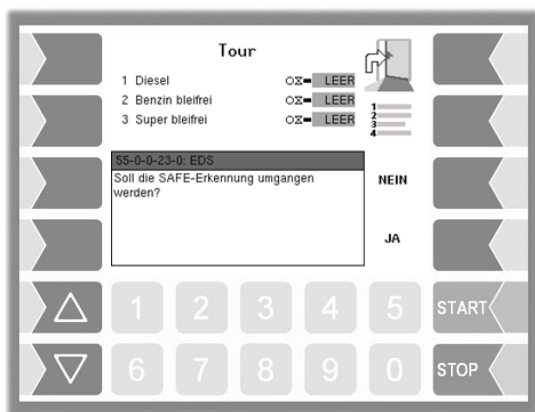 Tour
1 Diesel LEER
2 Benzin bleifrei LEER
3 Super bleifrei LEER
1
2
3
4
55-0-0-23-0: EDS
Soll die SAFE-Erkennung umgangen
werden?
NEIN
JA
1 2 3 4 5 START
6 7 8 9 0 STOP